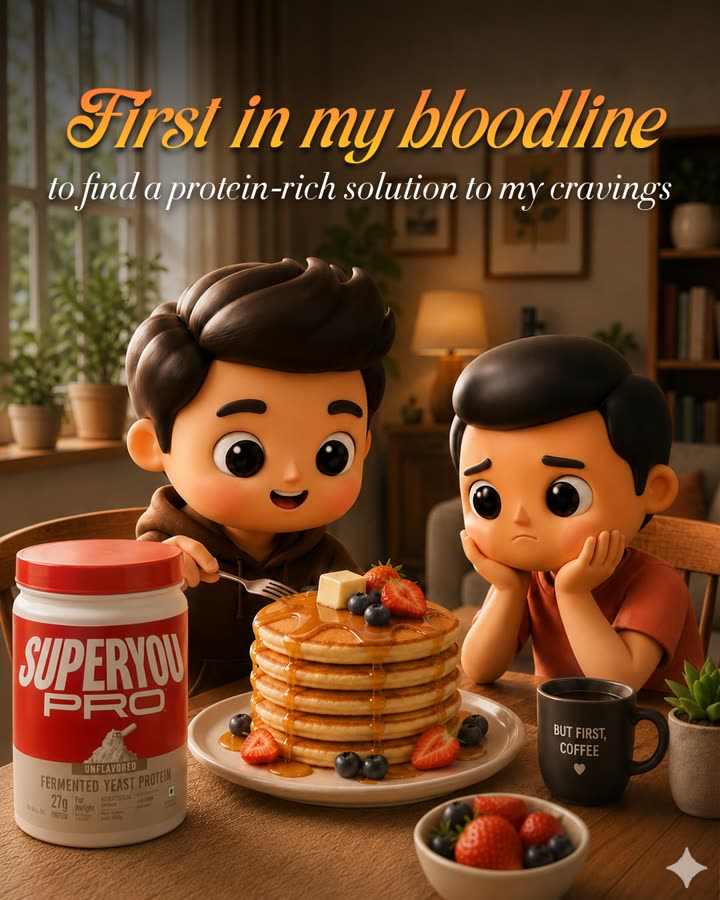 First in my bloodline
to find a protein-rich solution to my cravings
SUPERYOU
PRO
UNFLAVORED
FERMENTED YEAST PROTEIN
27g
PROTEIN
BUT FIRST,
COFFEE